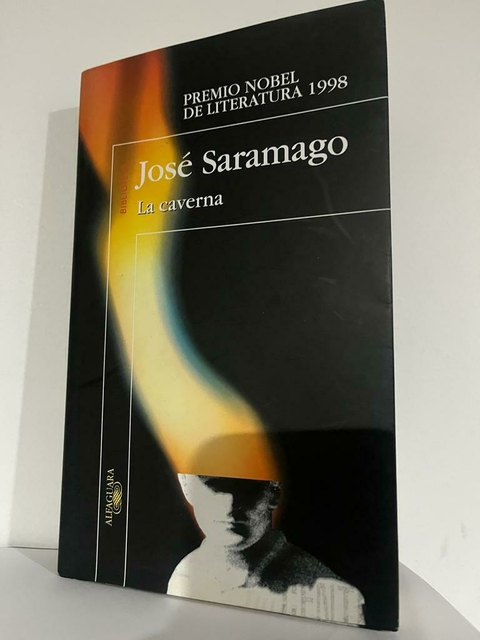 PREMIO NOBEL
DE LITERATURA 1998
José Saramago
La caverna
ALFAGUARA